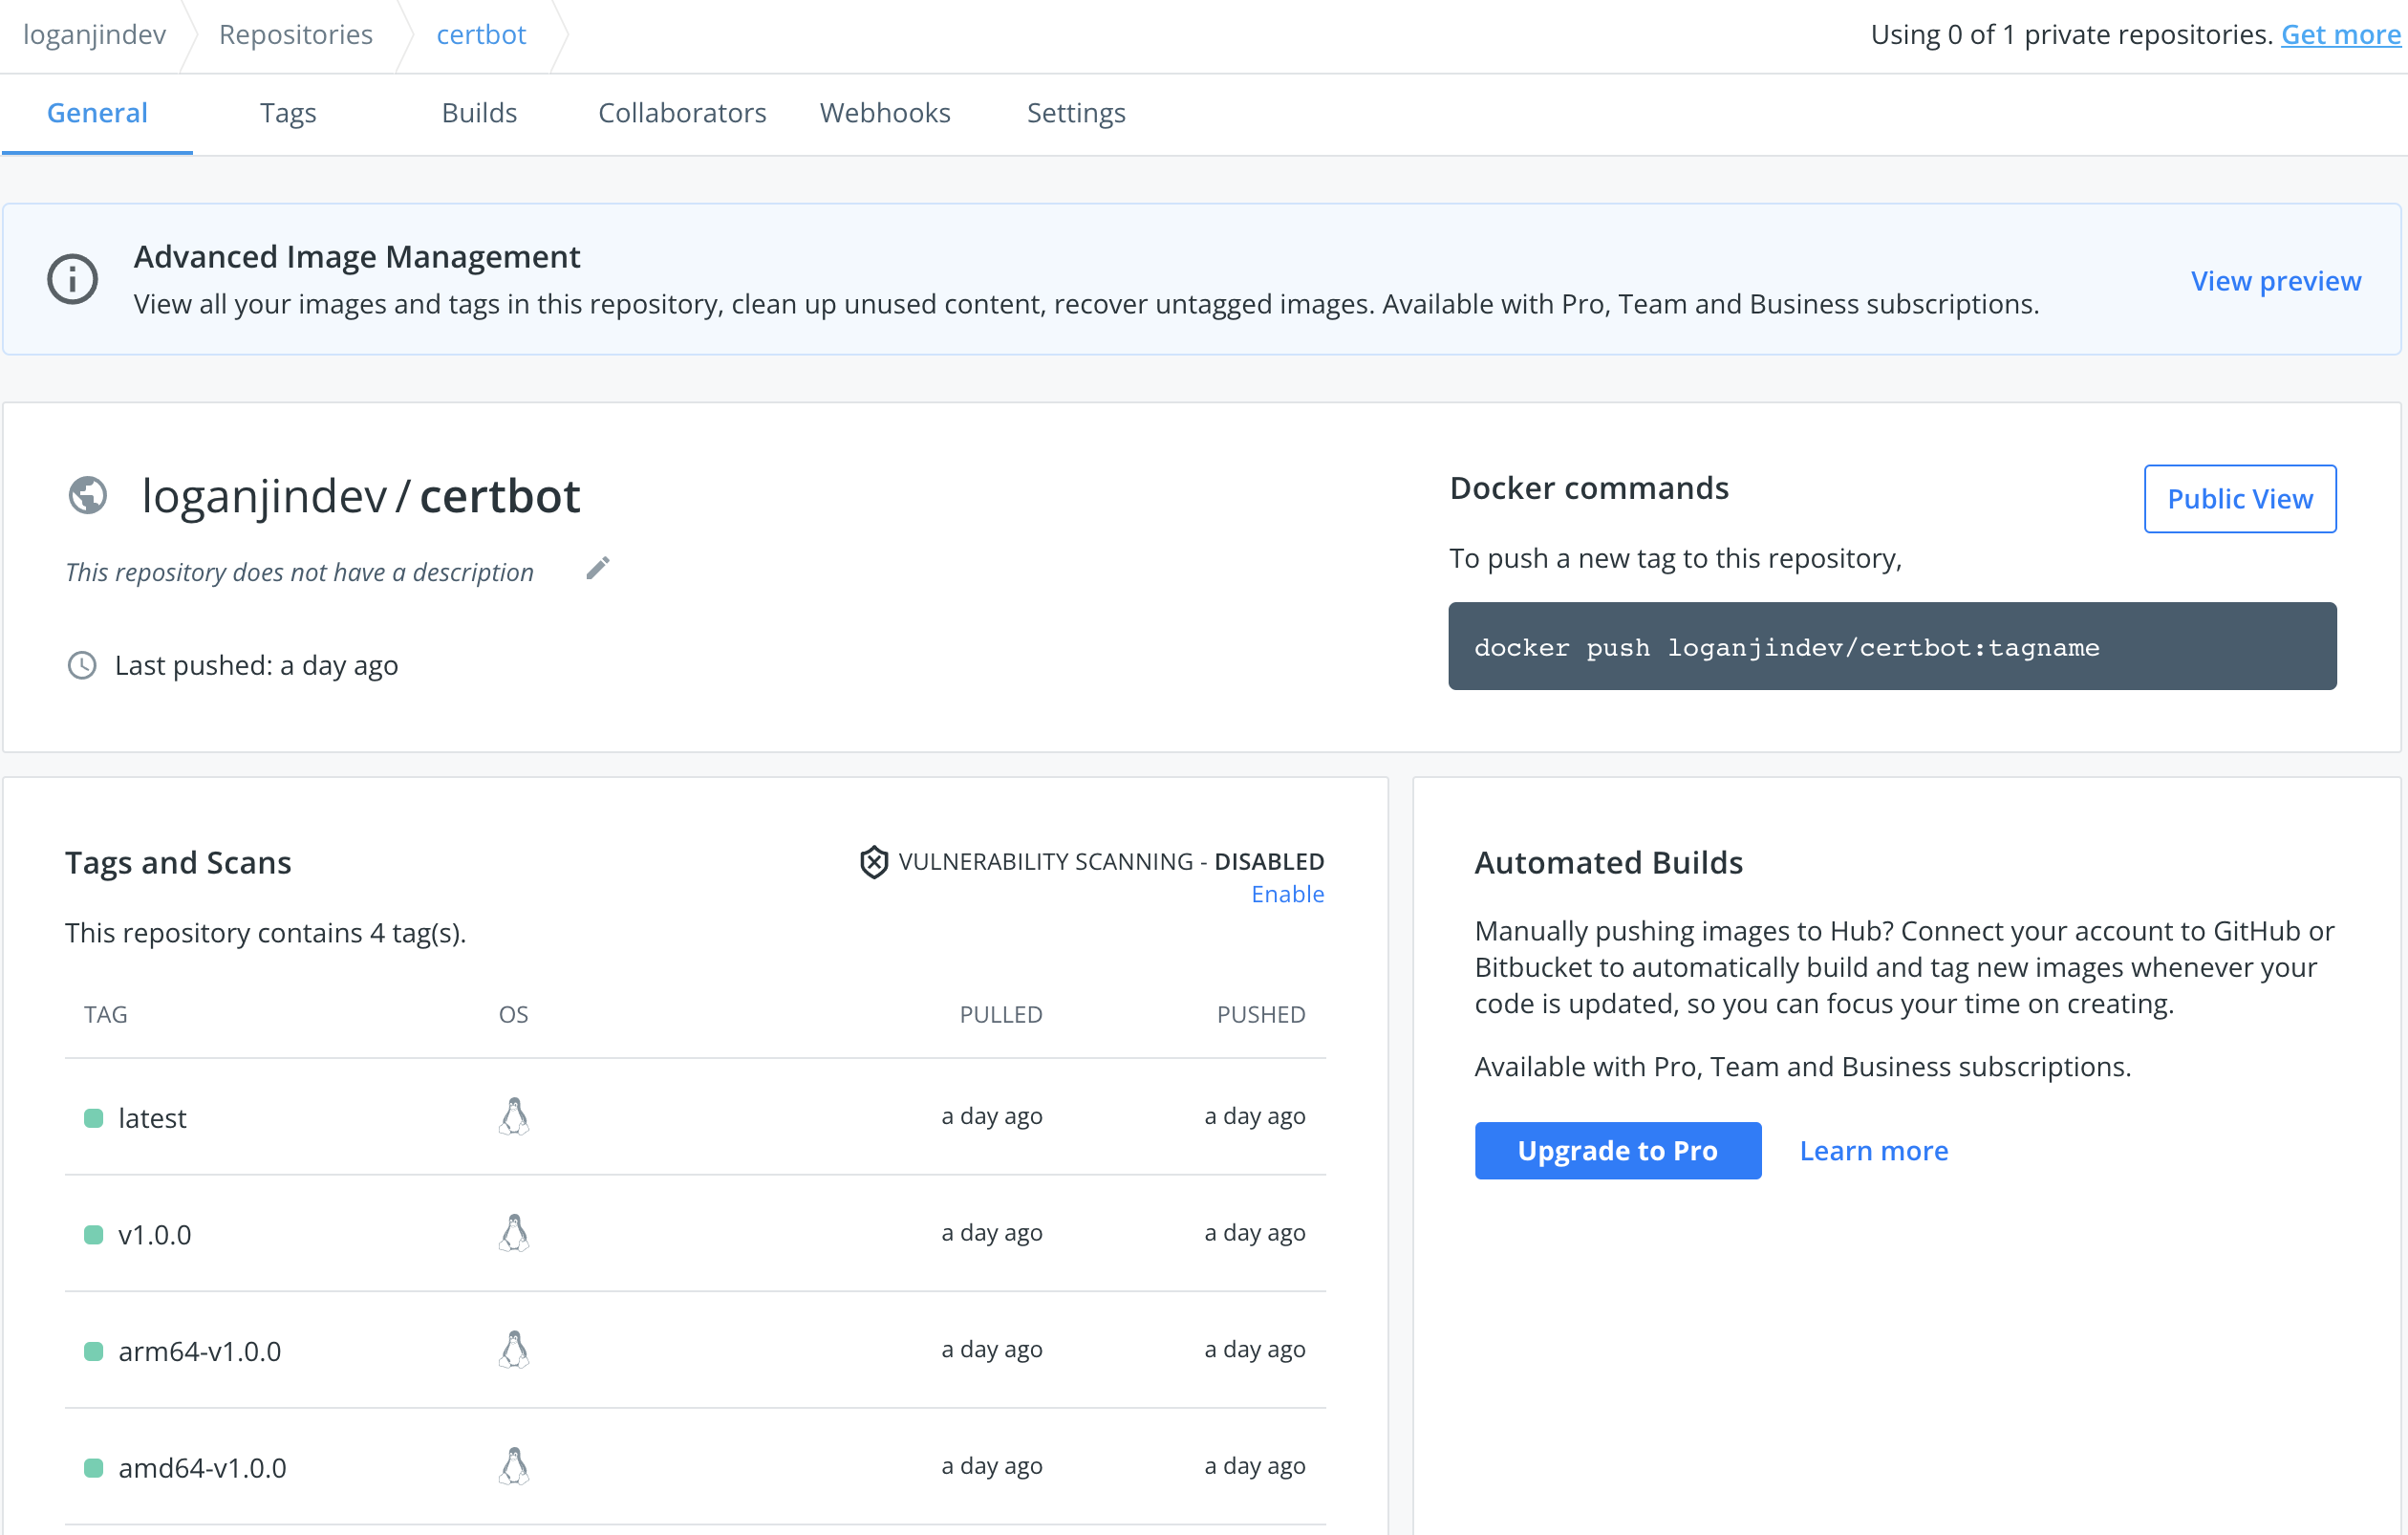 loganjindev Repositories certbot Using 0 of 1 private repositories. Get more
General Tags Builds Collaborators Webhooks Settings
Advanced Image Management
View all your images and tags in this repository, clean up unused content, recover untagged images. Available with Pro, Team and Business subscriptions.
View preview
loganjindev / certbot
This repository does not have a description
Last pushed: a day ago
Docker commands
Public View
To push a new tag to this repository,
docker push loganjindev/certbot:tagname
Tags and Scans
VULNERABILITY SCANNING - DISABLED
Enable
This repository contains 4 tag(s).
TAG OS PULLED PUSHED
latest a day ago a day ago
v1.0.0 a day ago a day ago
arm64-v1.0.0 a day ago a day ago
amd64-v1.0.0 a day ago a day ago
Automated Builds
Manually pushing images to Hub? Connect your account to GitHub or
Bitbucket to automatically build and tag new images whenever your
code is updated, so you can focus your time on creating.
Available with Pro, Team and Business subscriptions.
Upgrade to Pro Learn more